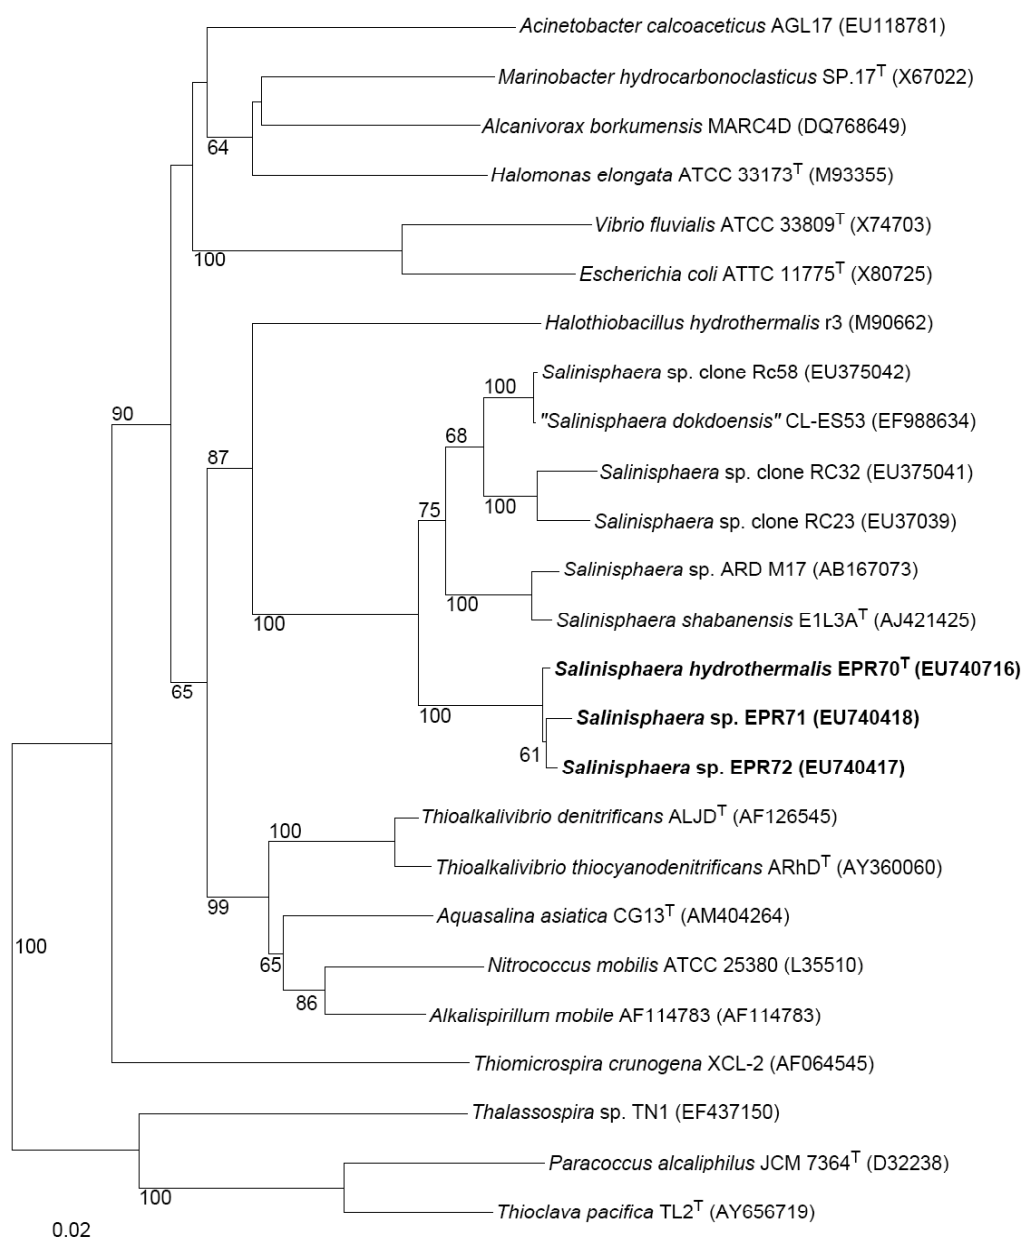 Acinetobacter calcoaceticus AGL17 (EU118781)
Marinobacter hydrocarbonoclasticus SP.17T (X67022)
Alcanivorax borkumensis MARC4D (DQ768649)
64
Halomonas elongata ATCC 33173T (M93355)
Vibrio fluvialis ATCC 33809T (X74703)
100
Escherichia coli ATTC 11775T (X80725)
Halothiobacillus hydrothermalis r3 (M90662)
Salinisphaera sp. clone Rc58 (EU375042)
100
90
"Salinisphaera dokdoensis" CL-ES53 (EF988634)
68
87
Salinisphaera sp. clone RC32 (EU375041)
100
75
Salinisphaera sp. clone RC23 (EU37039)
Salinisphaera sp. ARD M17 (AB167073)
100
100
Salinisphaera shabanensis E1L3AT (AJ421425)
Salinisphaera hydrothermalis EPR70T (EU740716)
65
100
Salinisphaera sp. EPR71 (EU740418)
61
Salinisphaera sp. EPR72 (EU740417)
Thioalkalivibrio denitrificans ALJDT (AF126545)
100
Thioalkalivibrio thiocyanodenitrificans ARhDT (AY360060)
99
Aquasalina asiatica CG13T (AM404264)
100
65
Nitrococcus mobilis ATCC 25380 (L35510)
86
Alkalispirillum mobile AF114783 (AF114783)
Thiomicrospira crunogena XCL-2 (AF064545)
Thalassospira sp. TN1 (EF437150)
Paracoccus alcaliphilus JCM 7364T (D32238)
100
Thioclava pacifica TL2T (AY656719)
0.02